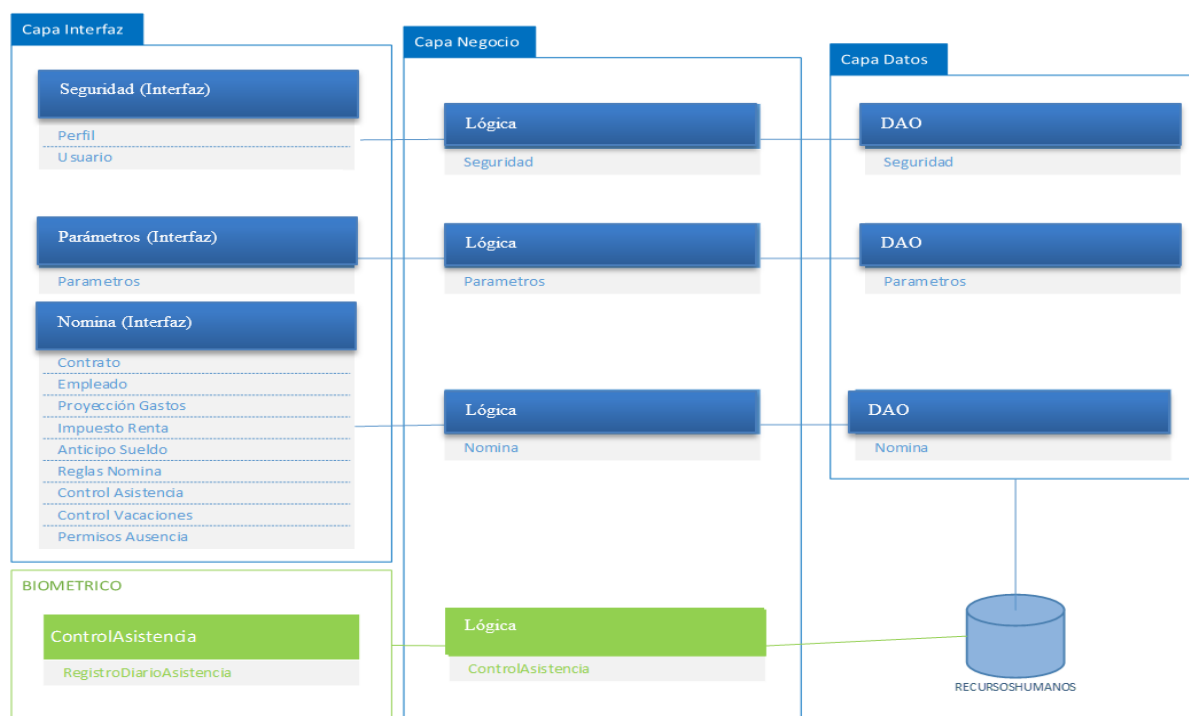 Capa Interfaz
Seguridad (Interfaz)
Perfil
Usuario
Parámetros (Interfaz)
Parametros
Nomina (Interfaz)
Contrato
Empleado
Proyección Gastos
Impuesto Renta
Anticipo Sueldo
Reglas Nomina
Control Asistencia
Control Vacaciones
Permisos Ausencia
BIOMETRICO
ControlAsistencia
RegistroDiarioAsistencia
Capa Negocio
Lógica
Seguridad
Lógica
Parametros
Lógica
Nomina
Lógica
ControlAsistencia
Capa Datos
DAO
Seguridad
DAO
Parametros
DAO
Nomina
RECURSOSHUMANOS